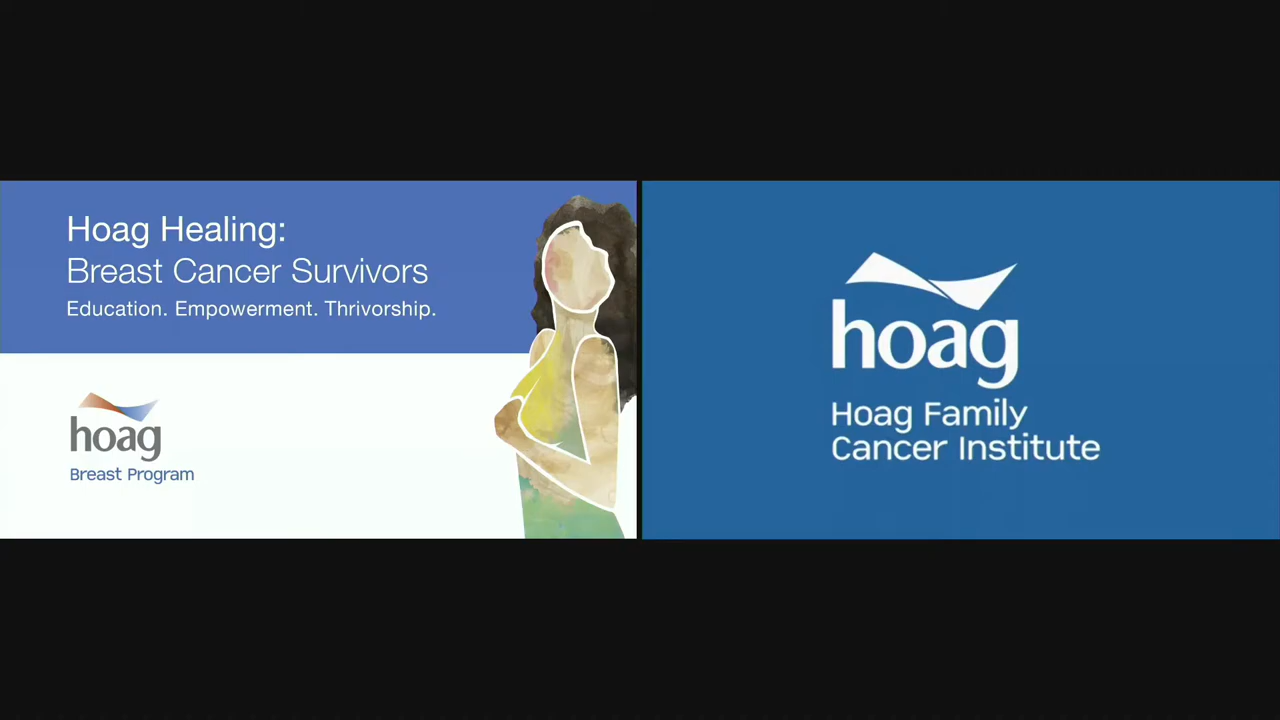 Hoag Healing:
Breast Cancer Survivors
Education. Empowerment. Thrivorship.
hoag
Breast Program
hoag
Hoag Family
Cancer Institute